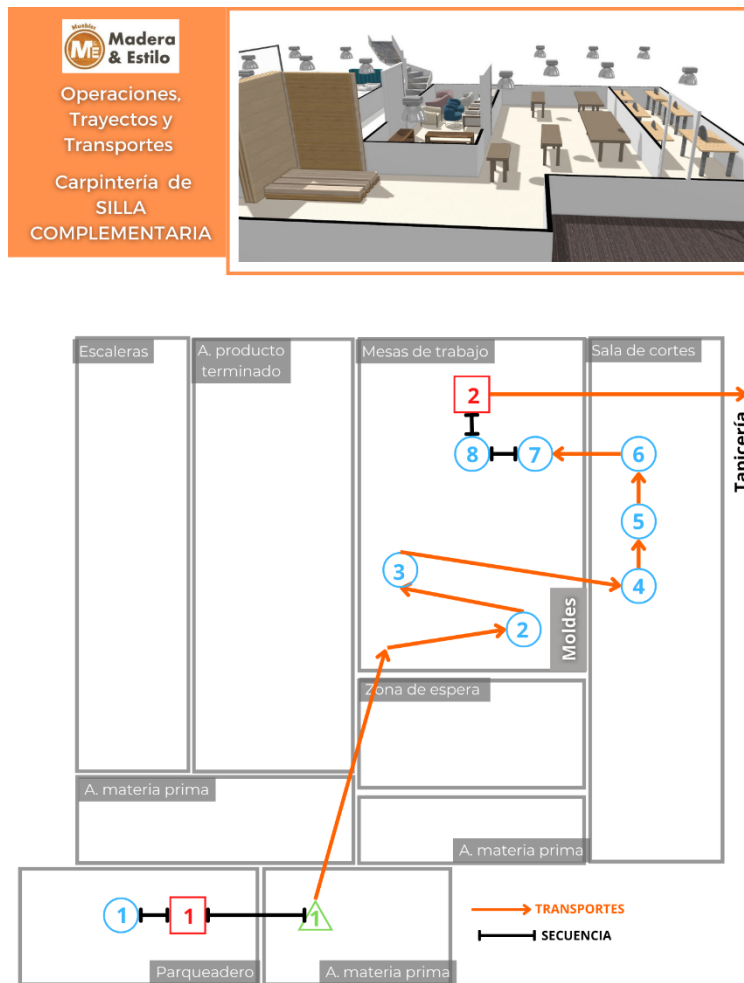 Muebles
ME
Madera
& Estilo
Operaciones,
Trayectos y
Transportes
Carpintería de
SILLA
COMPLEMENTARIA
Escaleras
A. producto
terminado
Mesas de trabajo
Sala de cortes
2
8
7
6
5
4
3
2
Moldes
Tapicería
Zona de espera
A. materia prima
A. materia prima
1
1
1
Parqueadero
A. materia prima
TRANSPORTES
SECUENCIA